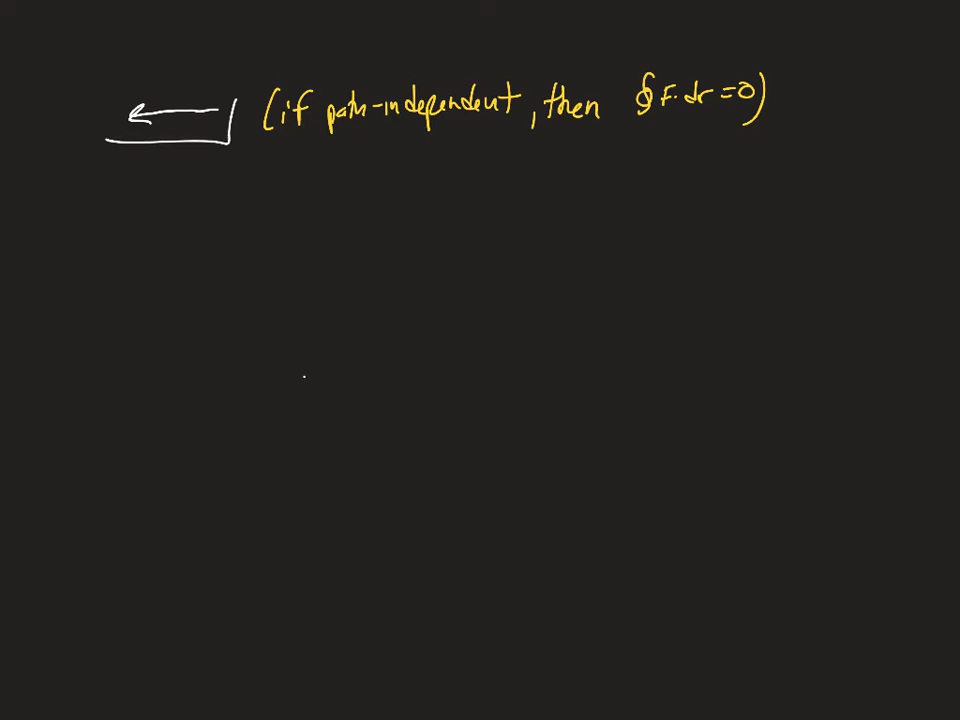 ← (if path-independent, then ∮ F · dr = 0)